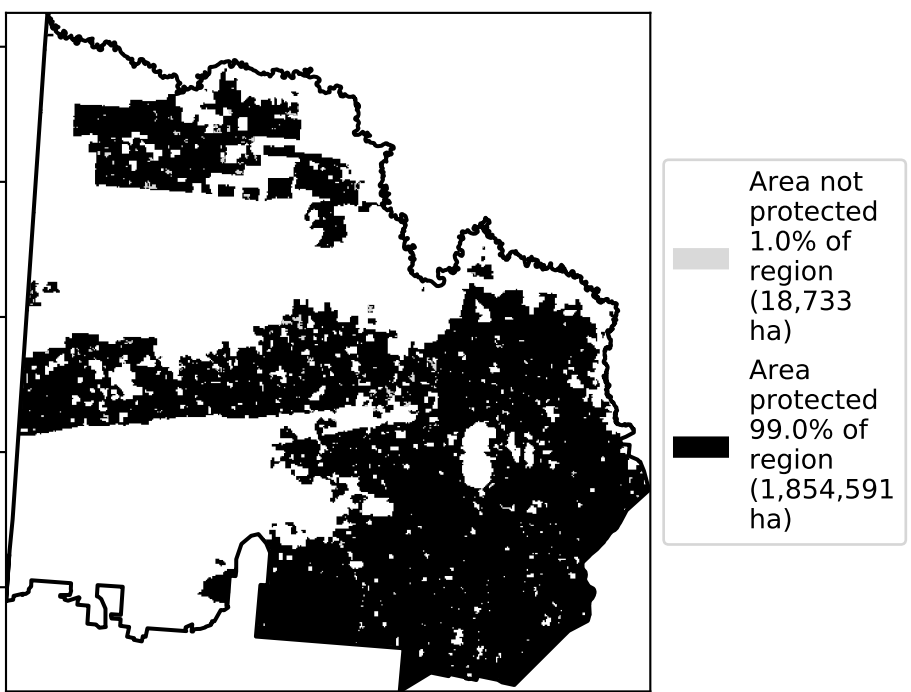 Area not
protected
1.0% of
region
(18,733
ha)
Area
protected
99.0% of
region
(1,854,591
ha)